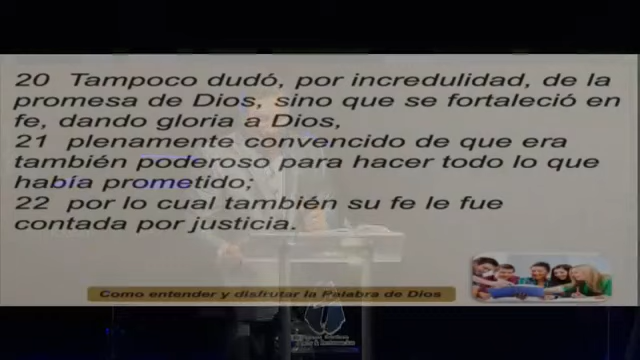 20 Tampoco dudó, por incredulidad, de la
promesa de Dios, sino que se fortaleció en
fe, dando gloria a Dios,
21 plenamente convencido de que era
también poderoso para hacer todo lo que
había prometido;
22 por lo cual también su fe le fue
contada por justicia.
Como entender y disfrutar la Palabra de Dios